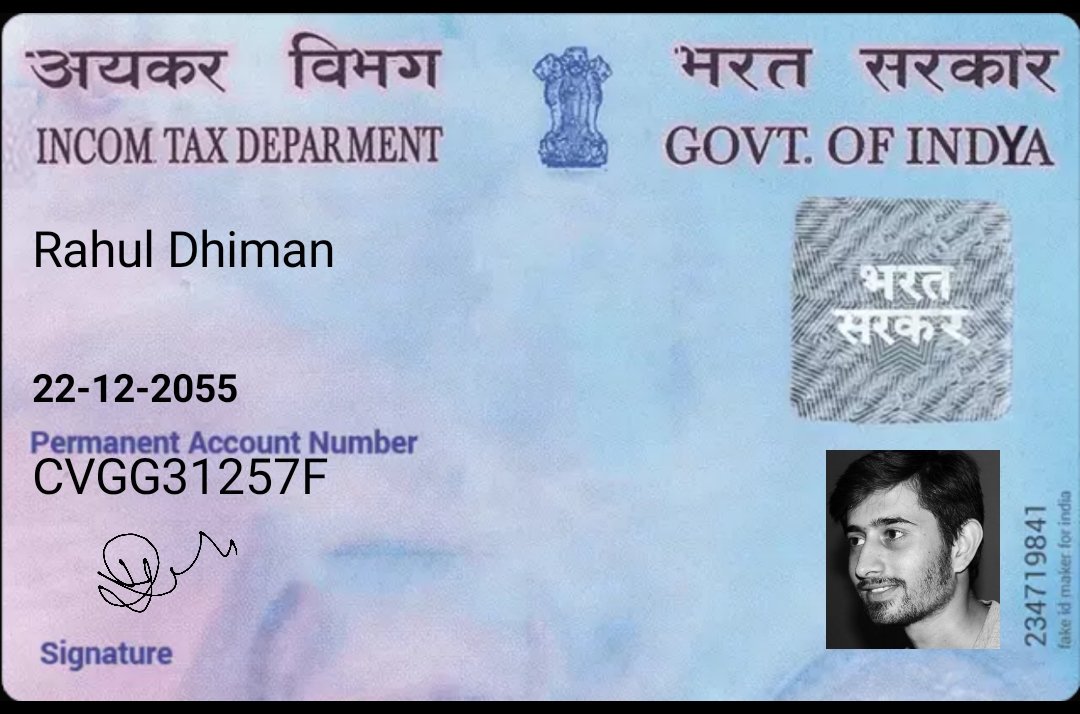 अयकर विभग
भरत सरकार
INCOM TAX DEPARMENT
GOVT. OF INDYA
Rahul Dhiman
भरत
सरकर
22-12-2055
Permanent Account Number
CVGG31257F
Signature
234719841
fake id maker for india